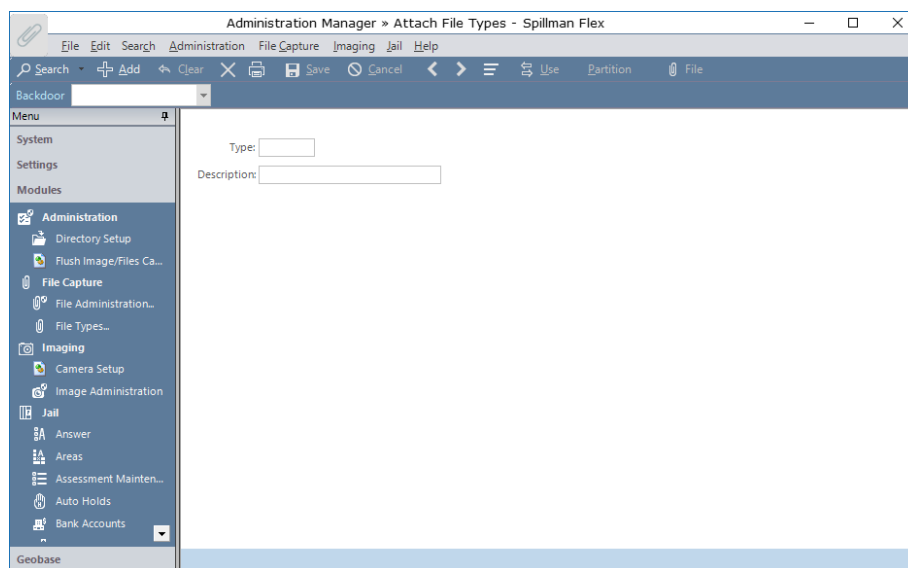 Administration Manager » Attach File Types - Spillman Flex
File Edit Search Administration File Capture Imaging Jail Help
Search Add Clear Save Cancel Use Partition File
Backdoor
Menu
System
Settings
Modules
Administration
Directory Setup
Flush Image/Files Ca...
File Capture
File Administration...
File Types...
Imaging
Camera Setup
Image Administration
Jail
Answer
Areas
Assessment Mainten...
Auto Holds
Bank Accounts
Geobase
Type:
Description: